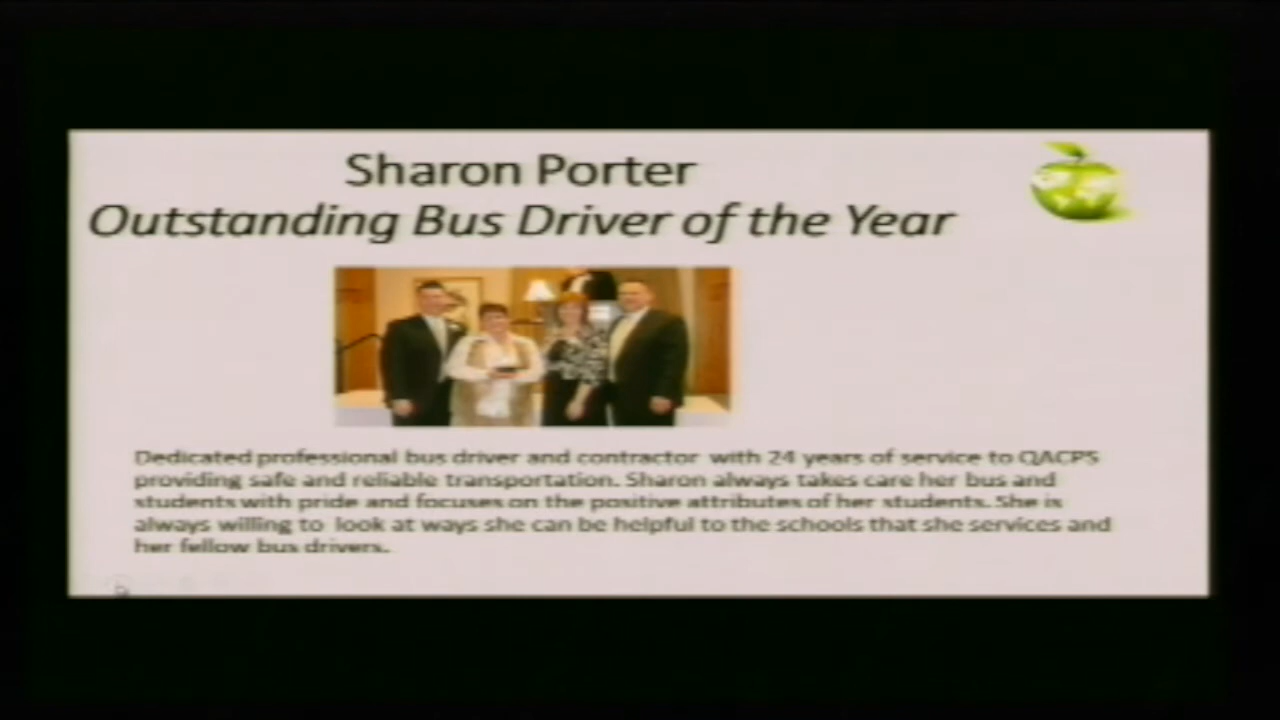 Sharon Porter
Outstanding Bus Driver of the Year
Dedicated professional bus driver and contractor with 24 years of service to QACPS
providing safe and reliable transportation. Sharon always takes care her bus and
students with pride and focuses on the positive attributes of her students. She is
always willing to look at ways she can be helpful to the schools that she services and
her fellow bus drivers.